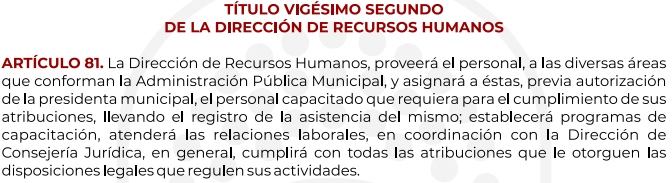 TÍTULO VIGÉSIMO SEGUNDO
DE LA DIRECCIÓN DE RECURSOS HUMANOS
ARTÍCULO 81. La Dirección de Recursos Humanos, proveerá el personal, a las diversas áreas
que conforman la Administración Pública Municipal, y asignará a éstas, previa autorización
de la presidenta municipal, el personal capacitado que requiera para el cumplimiento de sus
atribuciones, llevando el registro de la asistencia del mismo; establecerá programas de
capacitación, atenderá las relaciones laborales, en coordinación con la Dirección de
Consejería Jurídica, en general, cumplirá con todas las atribuciones que le otorguen las
disposiciones legales que regulen sus actividades.